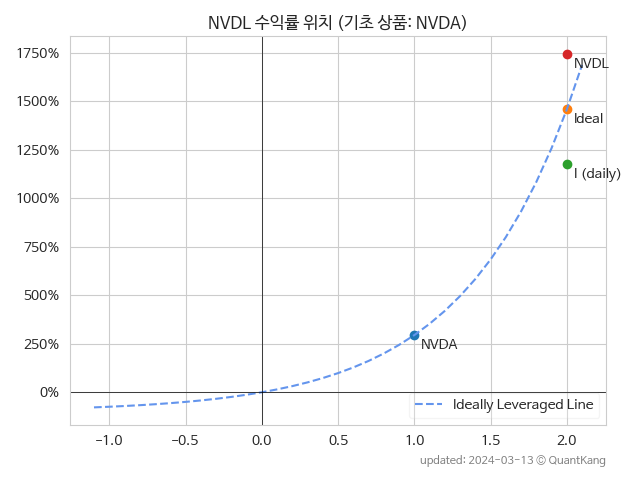 NVDL 수익률 위치 (기초 상품: NVDA)
1750%
1500%
1250%
1000%
750%
500%
250%
0%
NVDL
Ideal
I (daily)
NVDA
Ideally Leveraged Line
−1.0
−0.5
0.0
0.5
1.0
1.5
2.0
updated: 2024-03-13 © QuantKang